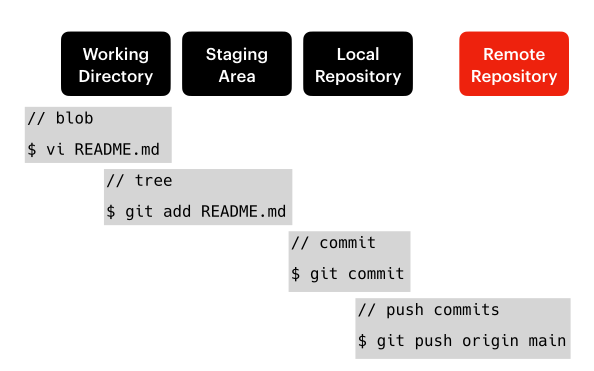 Working
Directory
Staging
Area
Local
Repository
Remote
Repository
// blob
$ vi README.md
// tree
$ git add README.md
// commit
$ git commit
// push commits
$ git push origin main